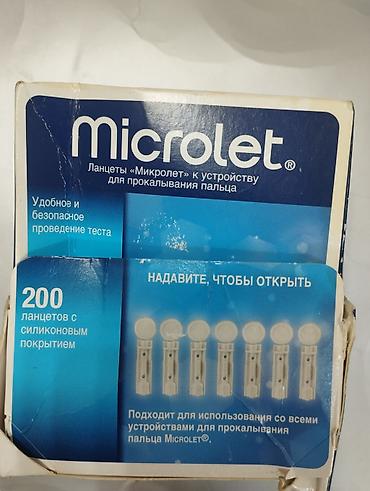 microlet®
Ланцеты «Микролет» к устройству
для прокалывания пальца
Удобное и
безопасное
проведение теста
НАДАВИТЕ, ЧТОБЫ ОТКРЫТЬ
200
ланцетов с
силиконовым
покрытием
Подходит для использования со всеми
устройствами для прокалывания
пальца MICROLET®.